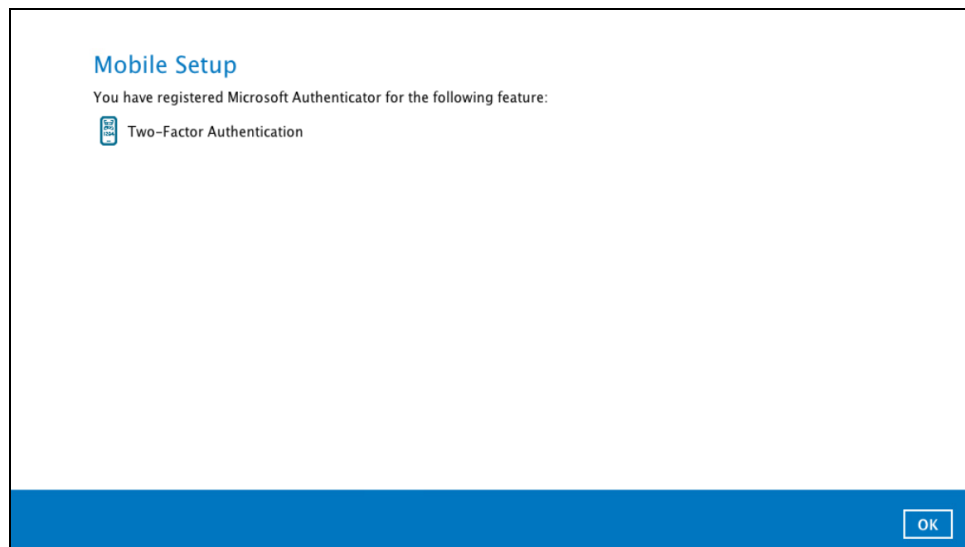 Mobile Setup
You have registered Microsoft Authenticator for the following feature:
Two-Factor Authentication
OK